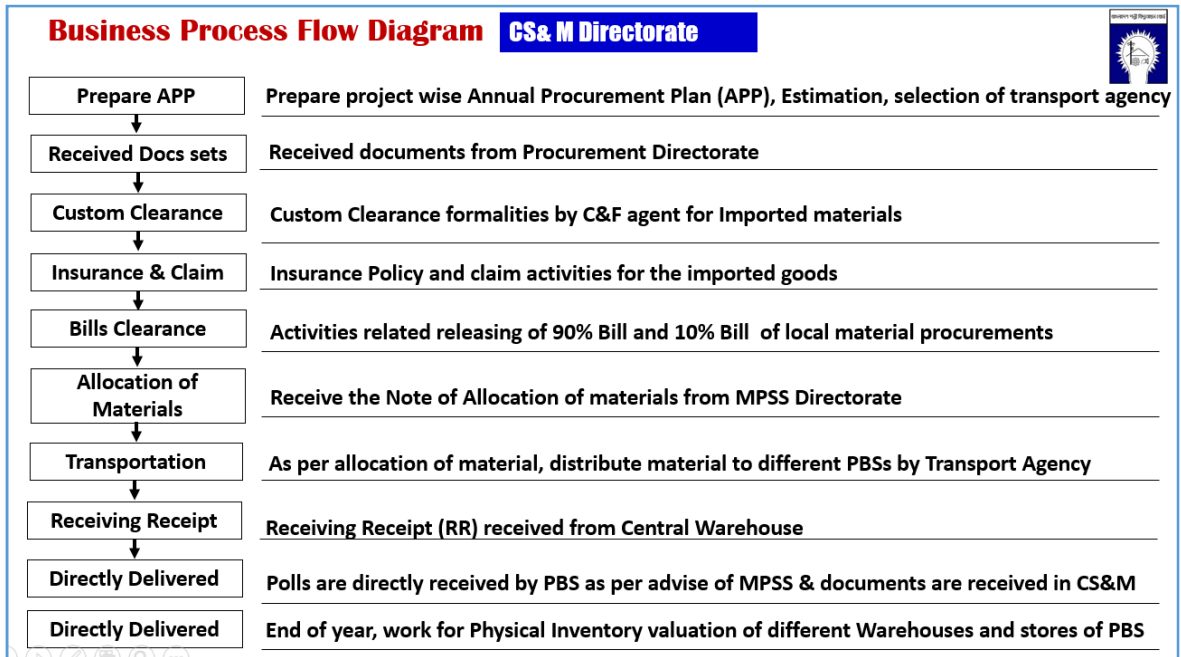 Business Process Flow Diagram CS& M Directorate
Prepare APP
Prepare project wise Annual Procurement Plan (APP), Estimation, selection of transport agency
Received Docs sets
Received documents from Procurement Directorate
Custom Clearance
Custom Clearance formalities by C&F agent for Imported materials
Insurance & Claim
Insurance Policy and claim activities for the imported goods
Bills Clearance
Activities related releasing of 90% Bill and 10% Bill of local material procurements
Allocation of
Materials
Receive the Note of Allocation of materials from MPSS Directorate
Transportation
As per allocation of material, distribute material to different PBSs by Transport Agency
Receiving Receipt
Receiving Receipt (RR) received from Central Warehouse
Directly Delivered
Polls are directly received by PBS as per advise of MPSS & documents are received in CS&M
Directly Delivered
End of year, work for Physical Inventory valuation of different Warehouses and stores of PBS